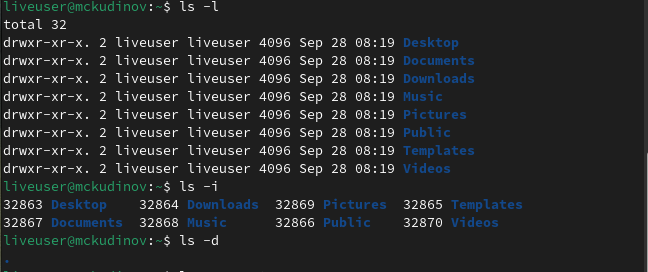 liveuser@mckudinov:~$ ls -l
total 32
drwxr-xr-x. 2 liveuser liveuser 4096 Sep 28 08:19 Desktop
drwxr-xr-x. 2 liveuser liveuser 4096 Sep 28 08:19 Documents
drwxr-xr-x. 2 liveuser liveuser 4096 Sep 28 08:19 Downloads
drwxr-xr-x. 2 liveuser liveuser 4096 Sep 28 08:19 Music
drwxr-xr-x. 2 liveuser liveuser 4096 Sep 28 08:19 Pictures
drwxr-xr-x. 2 liveuser liveuser 4096 Sep 28 08:19 Public
drwxr-xr-x. 2 liveuser liveuser 4096 Sep 28 08:19 Templates
drwxr-xr-x. 2 liveuser liveuser 4096 Sep 28 08:19 Videos
liveuser@mckudinov:~$ ls -i
32863 Desktop    32864 Downloads  32869 Pictures  32865 Templates
32867 Documents  32868 Music      32866 Public    32870 Videos
liveuser@mckudinov:~$ ls -d
.